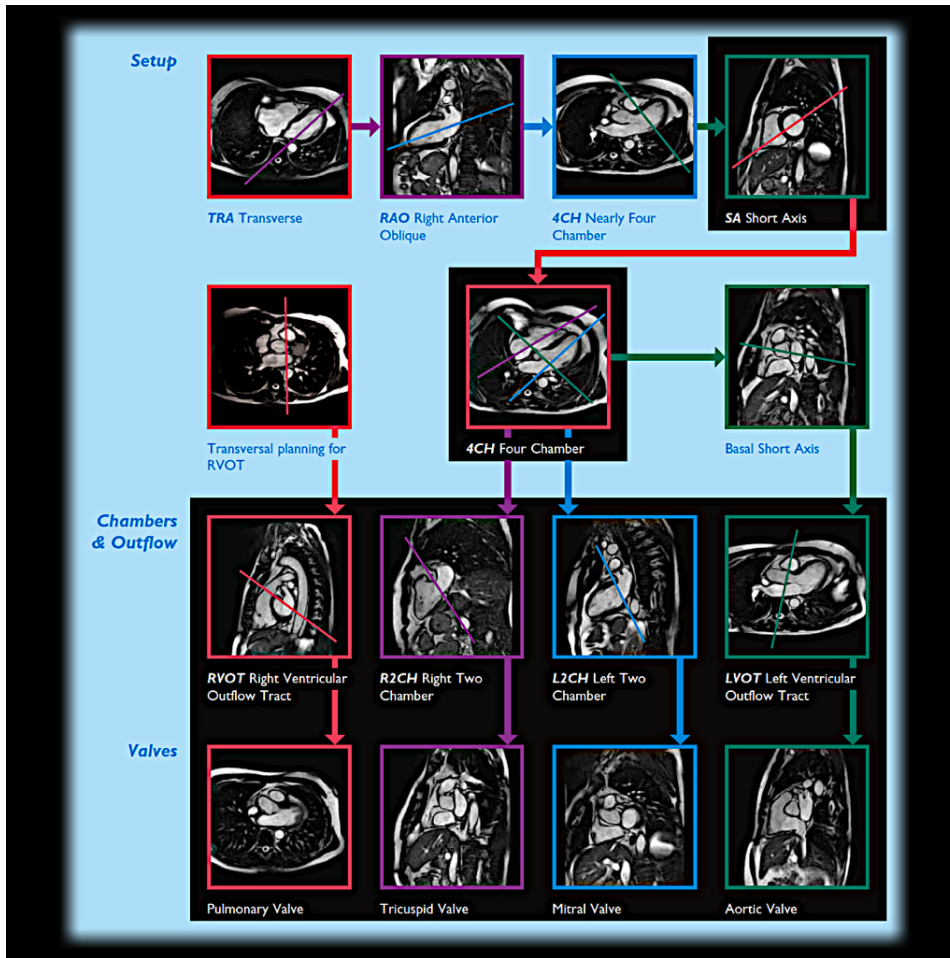 Setup
TRA Transverse
RAO Right Anterior
Oblique
4CH Nearly Four
Chamber
SA Short Axis
Transversal planning for
RVOT
4CH Four Chamber
Basal Short Axis
Chambers
& Outflow
RVOT Right Ventricular
Outflow Tract
R2CH Right Two
Chamber
L2CH Left Two
Chamber
LVOT Left Ventricular
Outflow Tract
Valves
Pulmonary Valve
Tricuspid Valve
Mitral Valve
Aortic Valve